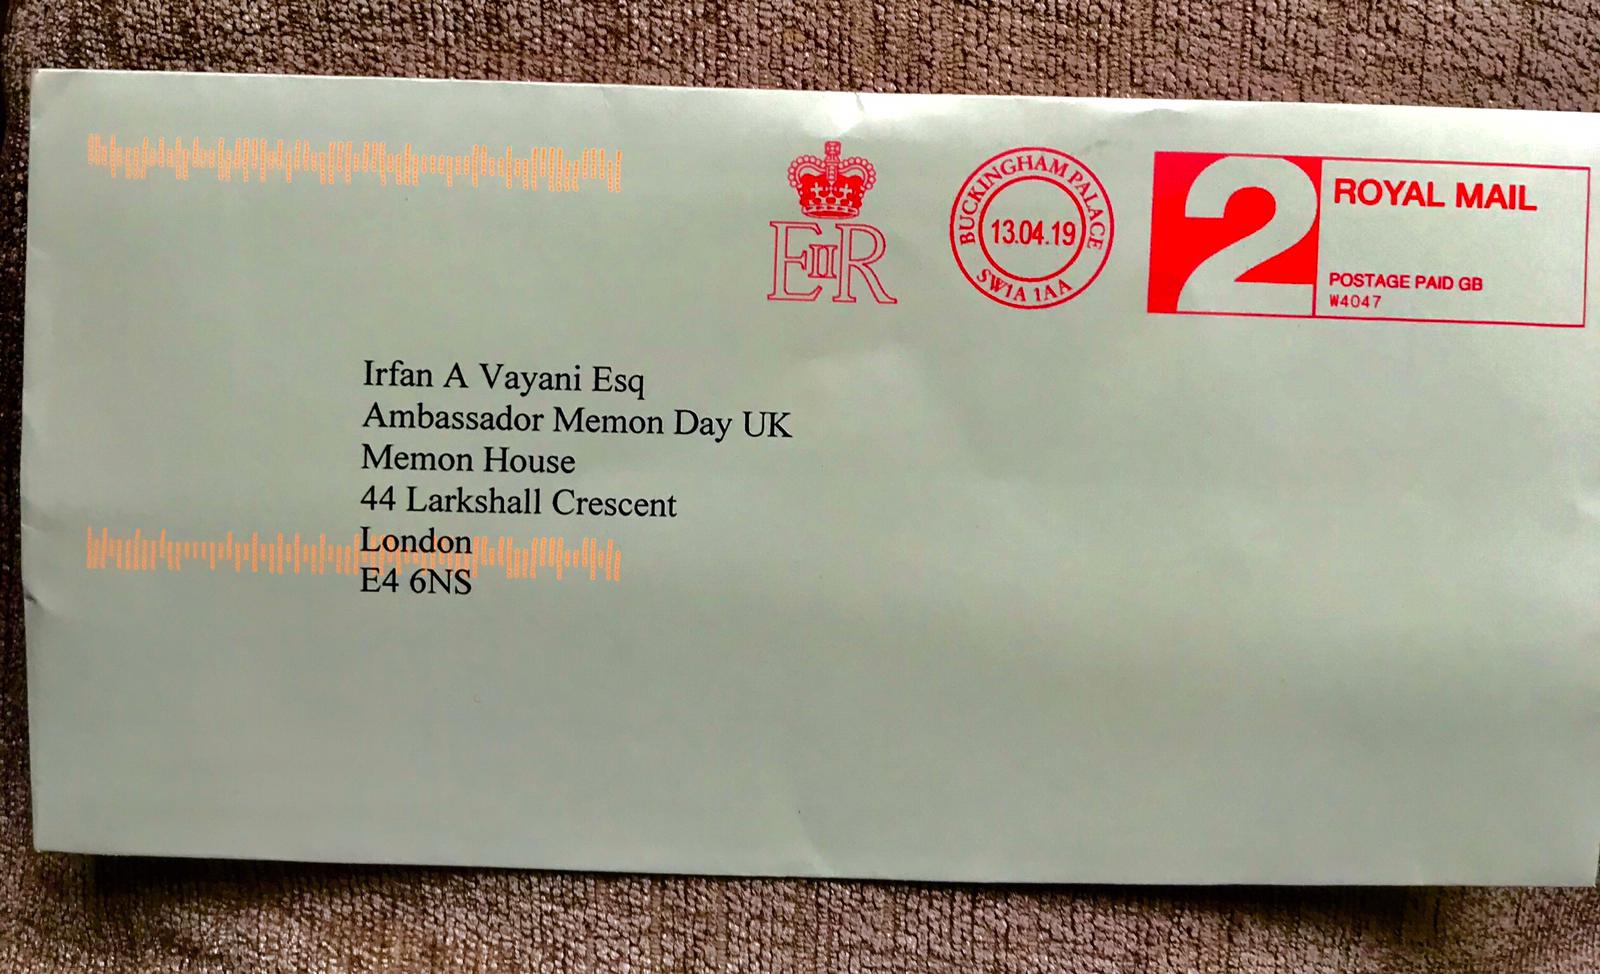 EIIR
BUCKINGHAM PALACE
13.04.19
SW1A 1AA
2
ROYAL MAIL
POSTAGE PAID GB
W4047
Irfan A Vayani Esq
Ambassador Memon Day UK
Memon House
44 Larkshall Crescent
London
E4 6NS